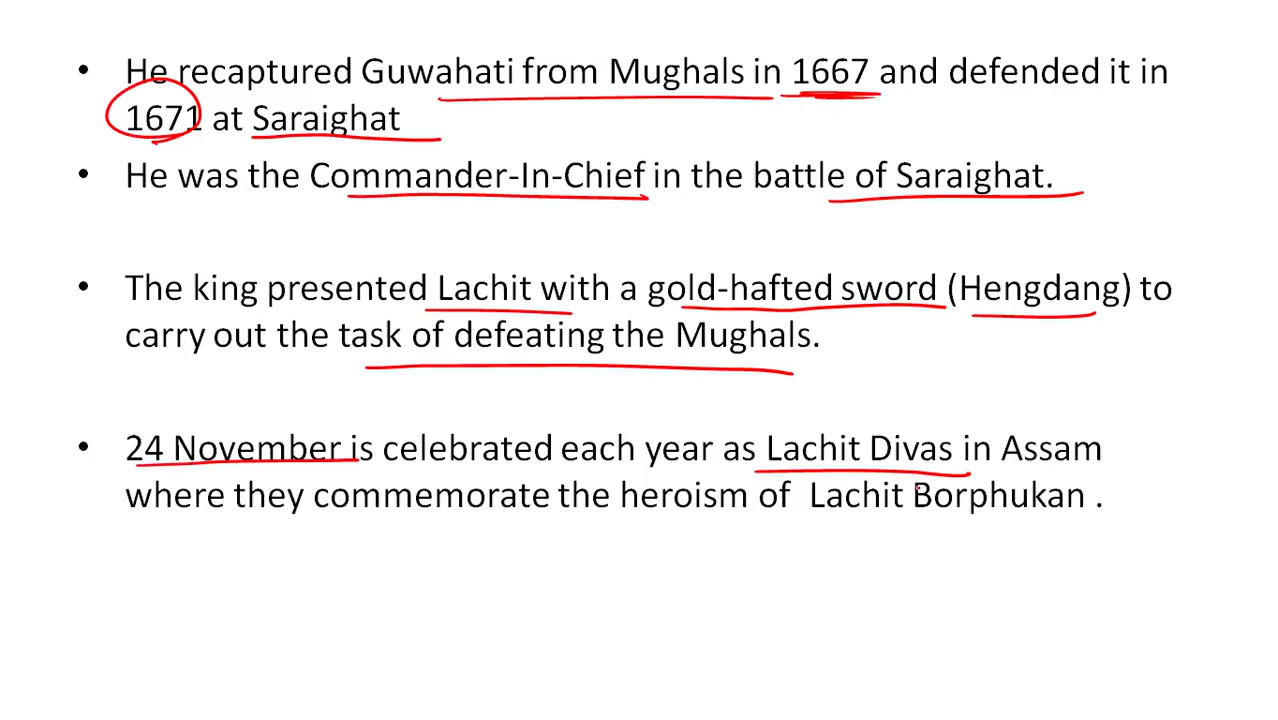 • He recaptured Guwahati from Mughals in 1667 and defended it in
1671 at Saraighat
• He was the Commander-In-Chief in the battle of Saraighat.
• The king presented Lachit with a gold-hafted sword (Hengdang) to
carry out the task of defeating the Mughals.
• 24 November is celebrated each year as Lachit Divas in Assam
where they commemorate the heroism of Lachit Borphukan .